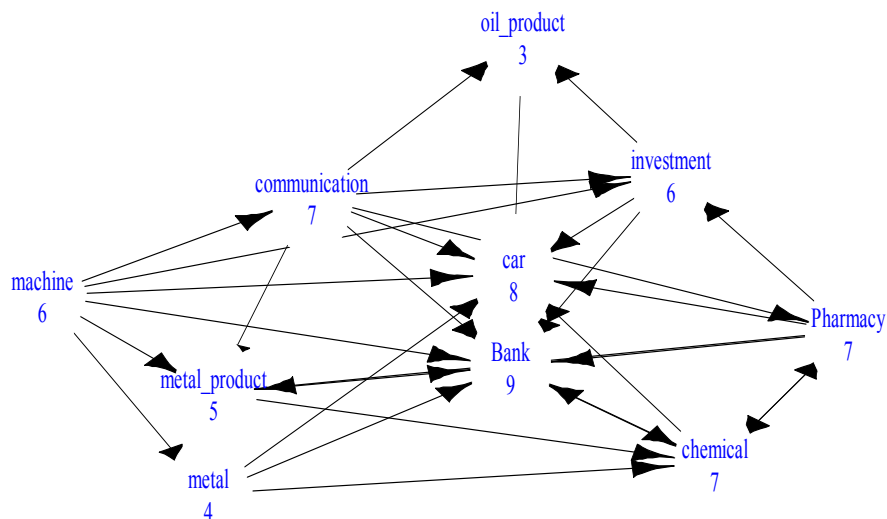 oil_product
3
investment
6
communication
7
car
8
machine
6
Pharmacy
7
Bank
9
metal_product
5
chemical
7
metal
4